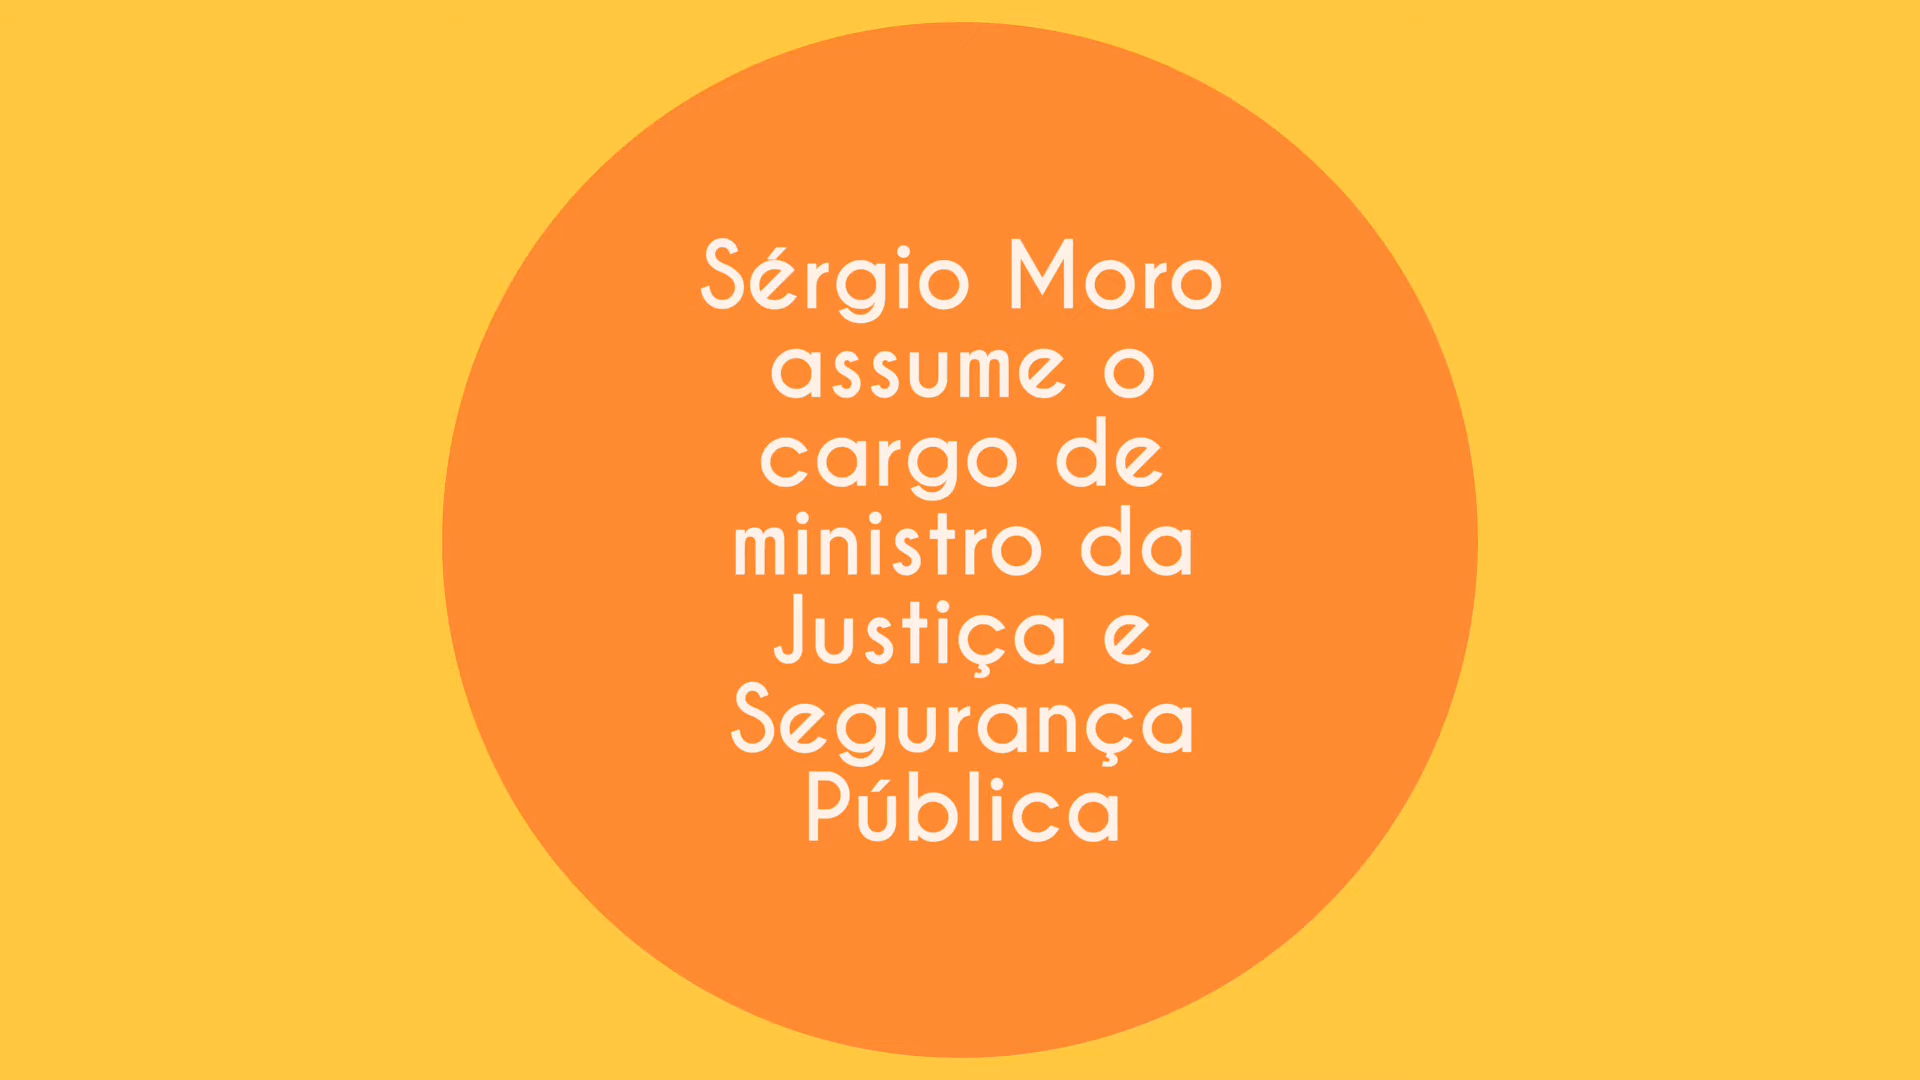 Sérgio Moro
assume o
cargo de
ministro da
Justiça e
Segurança
Pública